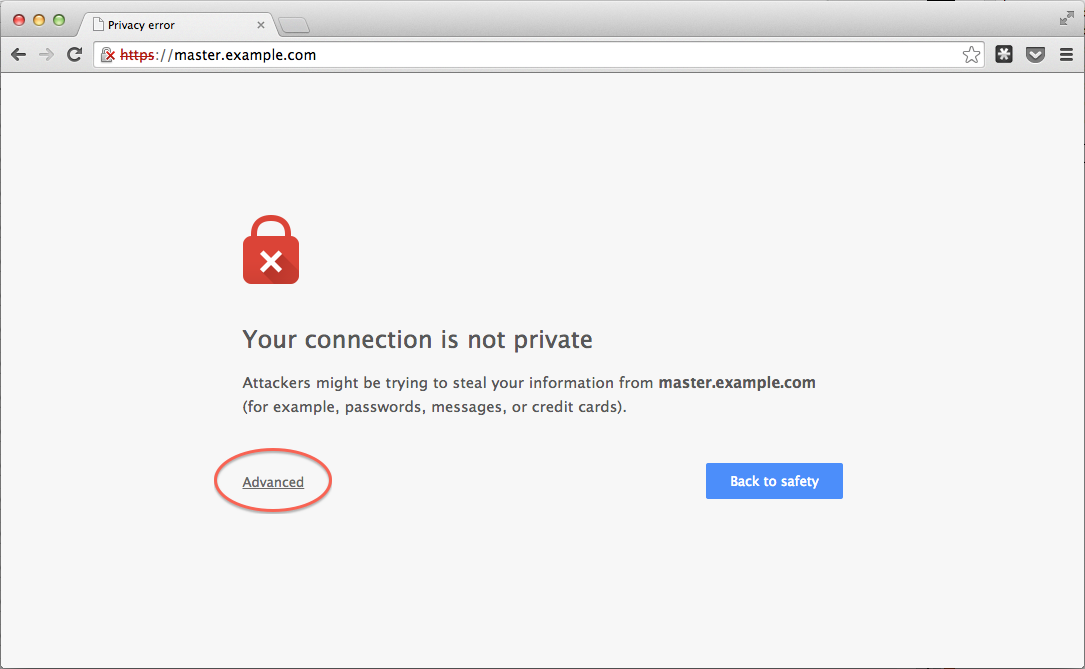 Privacy error
https://master.example.com
Your connection is not private
Attackers might be trying to steal your information from master.example.com
(for example, passwords, messages, or credit cards).
Advanced
Back to safety